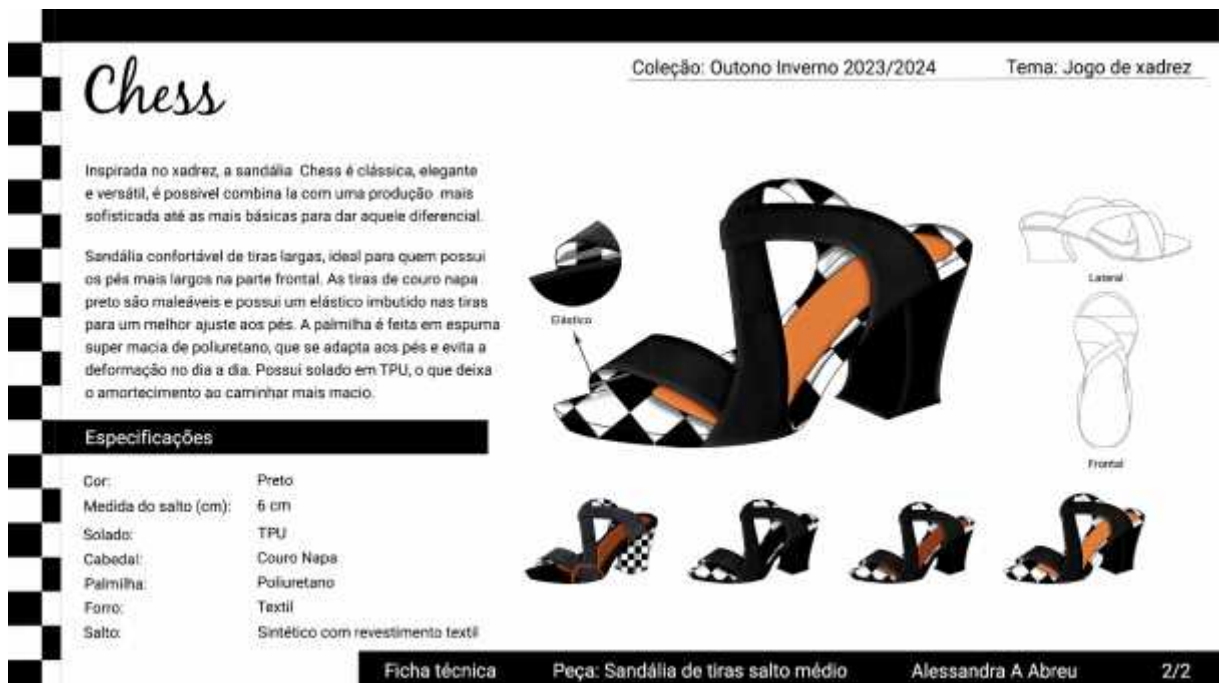 Chess
Coleção: Outono Inverno 2023/2024
Tema: Jogo de xadrez
Inspirada no xadrez, a sandália Chess é clássica, elegante
e versátil, é possivel combina la com uma produção mais
sofisticada até as mais básicas para dar aquele diferencial.
Sandália confortável de tiras largas, ideal para quem possui
os pés mais largos na parte frontal. As tiras de couro napa
preto são maleáveis e possui um elástico imbutido nas tiras
para um melhor ajuste aos pés. A palmilha é feita em espuma
super macia de poliuretano, que se adapta aos pés e evita a
deformação no dia a dia. Possui solado em TPU, o que deixa
o amortecimento ao caminhar mais macio.
Elástico
Lateral
Frontal
Especificações
Cor: Preto
Medida do salto (cm): 6 cm
Solado: TPU
Cabedal: Couro Napa
Palmilha: Poliuretano
Forro: Textil
Salto: Sintético com revestimento textil
Ficha técnica
Peça: Sandália de tiras salto médio
Alessandra A Abreu
2/2